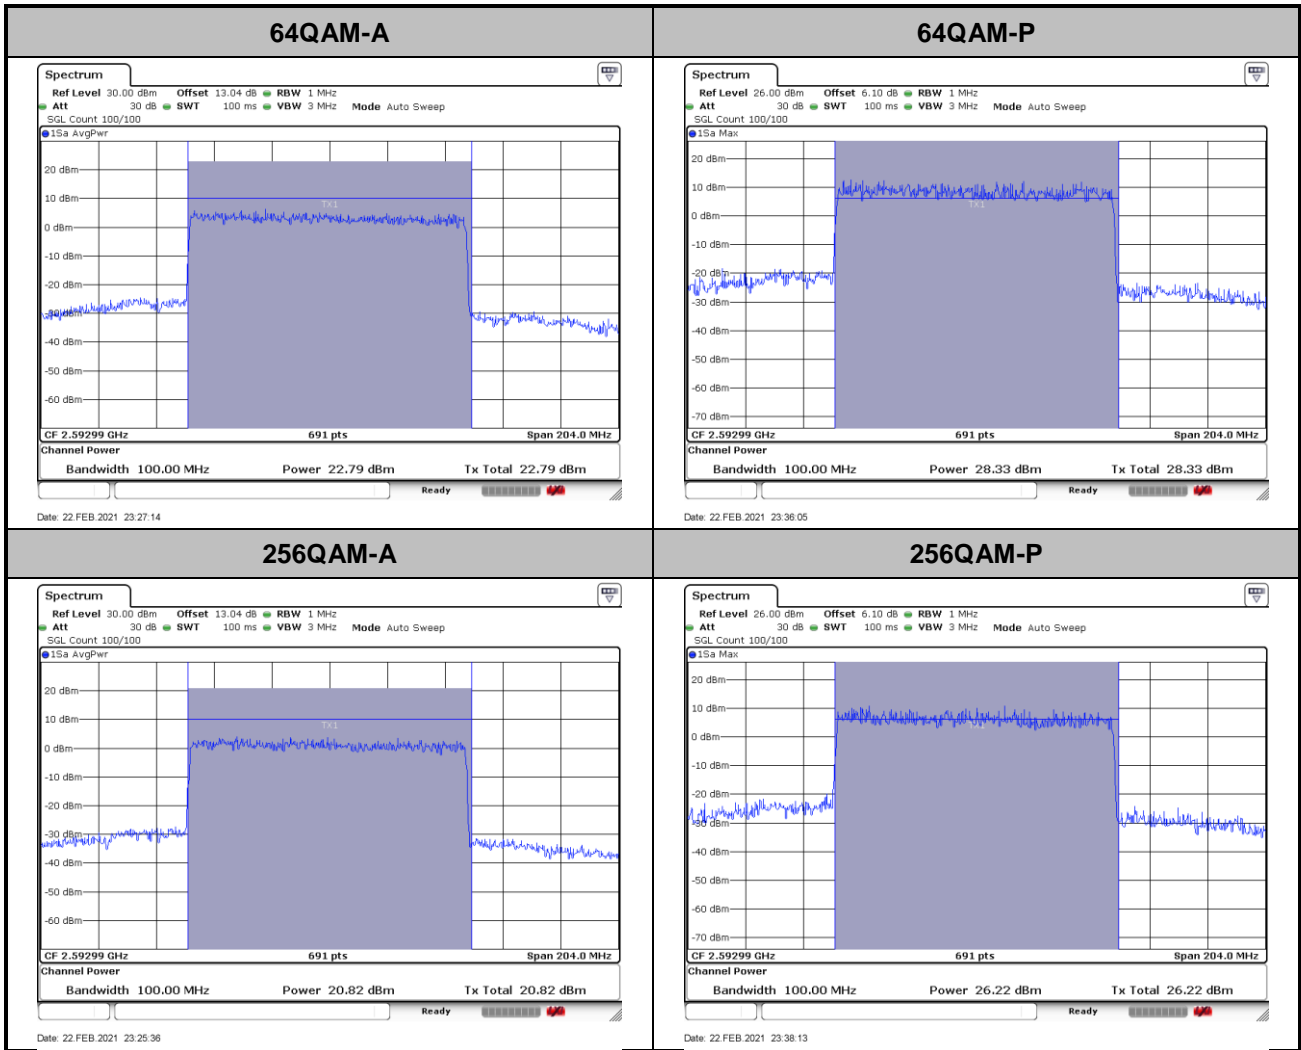 64QAM-A
64QAM-P
Spectrum
Ref Level 30.00 dBm Offset 13.04 dB RBW 1 MHz
Att 30 dB SWT 100 ms VBW 3 MHz Mode Auto Sweep
SGL Count 100/100
1Sa AvgPwr
20 dBm
10 dBm
TX1
0 dBm
-10 dBm
-20 dBm
-30 dBm
-40 dBm
-50 dBm
-60 dBm
CF 2.59299 GHz 691 pts Span 204.0 MHz
Channel Power
Bandwidth 100.00 MHz Power 22.79 dBm Tx Total 22.79 dBm
Ready
Date: 22.FEB.2021 23:27:14
Spectrum
Ref Level 26.00 dBm Offset 6.10 dB RBW 1 MHz
Att 30 dB SWT 100 ms VBW 3 MHz Mode Auto Sweep
SGL Count 100/100
1Sa Max
20 dBm
10 dBm
TX1
0 dBm
-10 dBm
-20 dBm
-30 dBm
-40 dBm
-50 dBm
-60 dBm
-70 dBm
CF 2.59299 GHz 691 pts Span 204.0 MHz
Channel Power
Bandwidth 100.00 MHz Power 28.33 dBm Tx Total 28.33 dBm
Ready
Date: 22.FEB.2021 23:36:05
256QAM-A
256QAM-P
Spectrum
Ref Level 30.00 dBm Offset 13.04 dB RBW 1 MHz
Att 30 dB SWT 100 ms VBW 3 MHz Mode Auto Sweep
SGL Count 100/100
1Sa AvgPwr
20 dBm
10 dBm
TX1
0 dBm
-10 dBm
-20 dBm
-30 dBm
-40 dBm
-50 dBm
-60 dBm
CF 2.59299 GHz 691 pts Span 204.0 MHz
Channel Power
Bandwidth 100.00 MHz Power 20.82 dBm Tx Total 20.82 dBm
Ready
Date: 22.FEB.2021 23:25:36
Spectrum
Ref Level 26.00 dBm Offset 6.10 dB RBW 1 MHz
Att 30 dB SWT 100 ms VBW 3 MHz Mode Auto Sweep
SGL Count 100/100
1Sa Max
20 dBm
10 dBm
TX1
0 dBm
-10 dBm
-20 dBm
-30 dBm
-40 dBm
-50 dBm
-60 dBm
-70 dBm
CF 2.59299 GHz 691 pts Span 204.0 MHz
Channel Power
Bandwidth 100.00 MHz Power 26.22 dBm Tx Total 26.22 dBm
Ready
Date: 22.FEB.2021 23:38:13